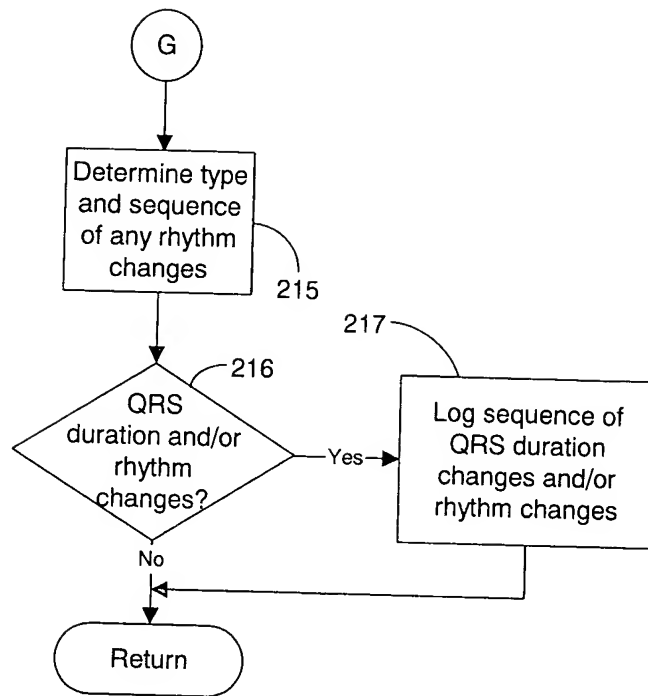 G
Determine type
and sequence
of any rhythm
changes
215
216
217
QRS
duration and/or
rhythm
changes?
Yes
Log sequence of
QRS duration
changes and/or
rhythm changes
No
Return